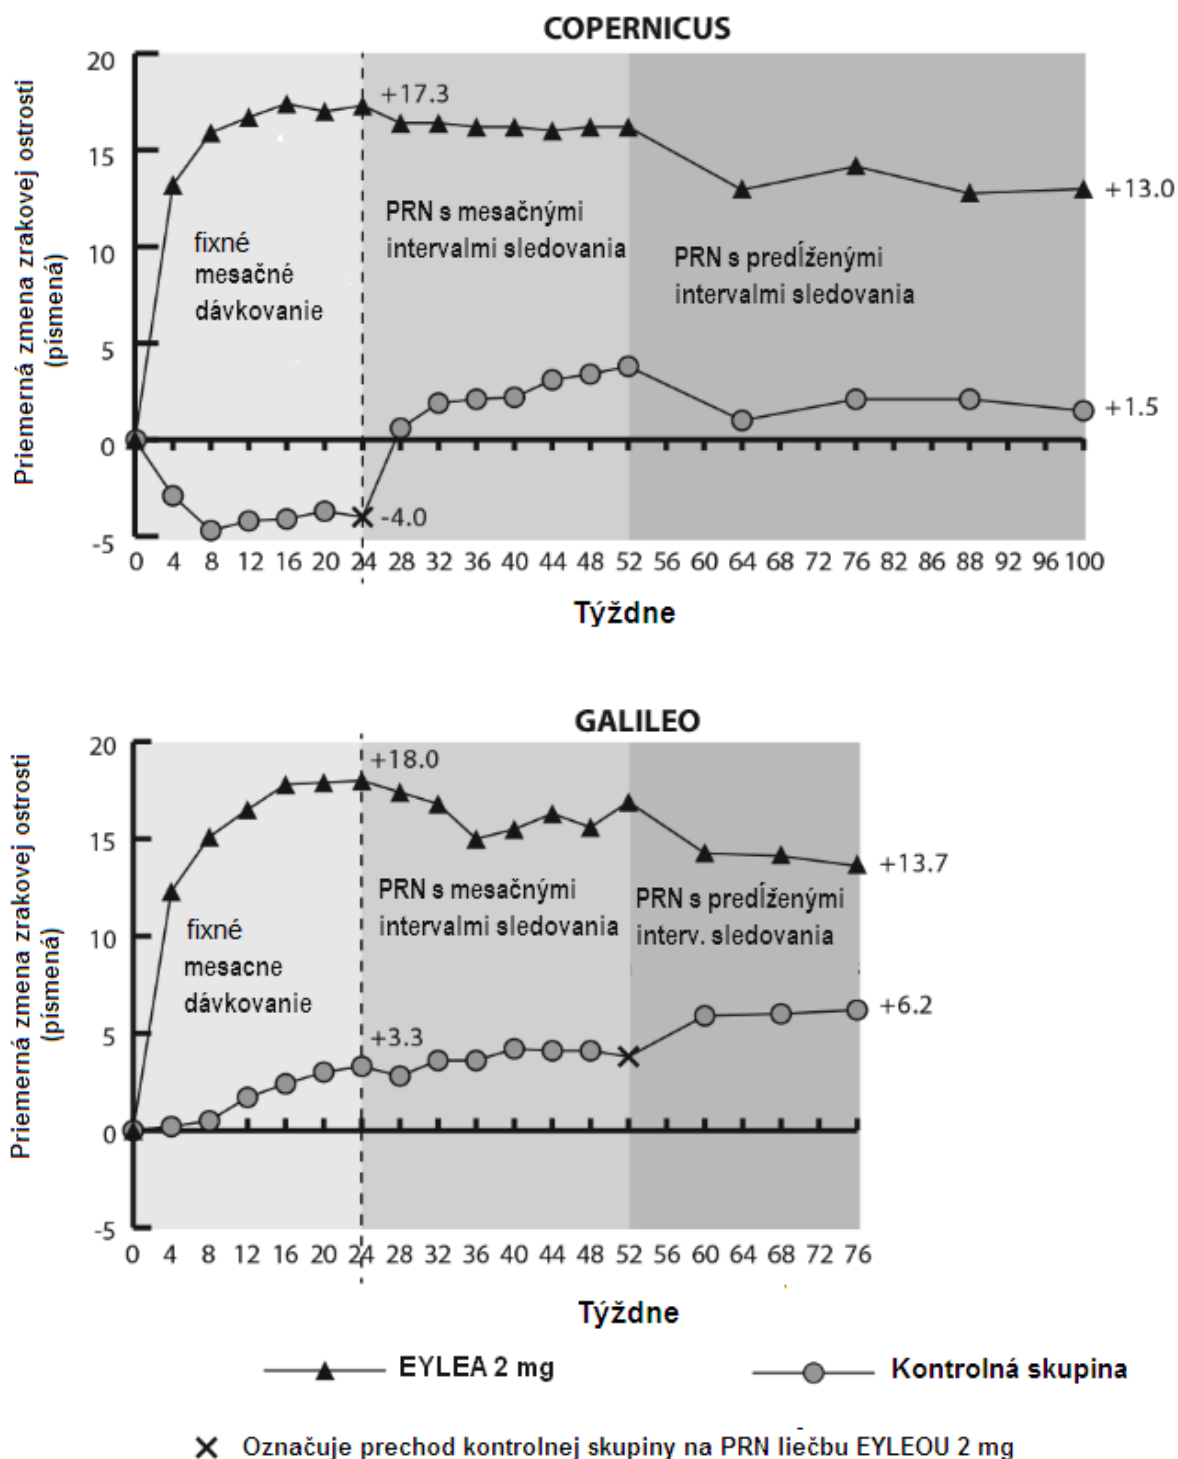 COPERNICUS
Priemerná zmena zrakovej ostrosti
(písmená)
20
15
10
5
0
-5
+17.3
+13.0
+1.5
-4.0
fixné
mesačné
dávkovanie
PRN s mesačnými
intervalmi sledovania
PRN s predĺženými
intervalmi sledovania
0 4 8 12 16 20 24 28 32 36 40 44 48 52 60 64 72 76 82 86 88 92 96 100
Týždne
GALILEO
Priemerná zmena zrakovej ostrosti
(písmená)
20
15
10
5
0
-5
+18.0
+13.7
+6.2
+3.3
fixné
mesacne
dávkovanie
PRN s mesačnými
intervalmi sledovania
PRN s predĺženými
interv. sledovania
0 4 8 12 16 20 24 28 32 36 40 44 48 52 60 64 68 72 76
Týždne
EYLEA 2 mg
Kontrolná skupina
Označuje prechod kontrolnej skupiny na PRN liečbu EYLEOU 2 mg